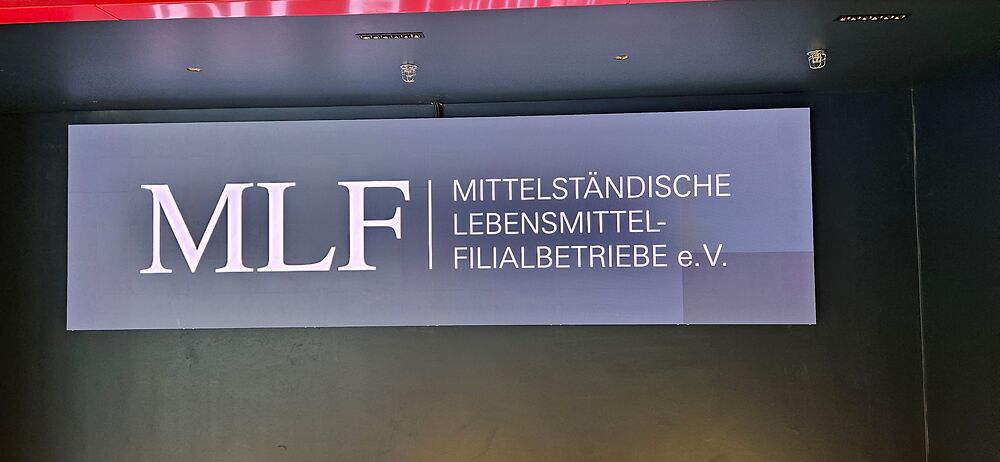 MLF
MITTELSTÄNDISCHE
LEBENSMITTEL-
FILIALBETRIEBE e.V.